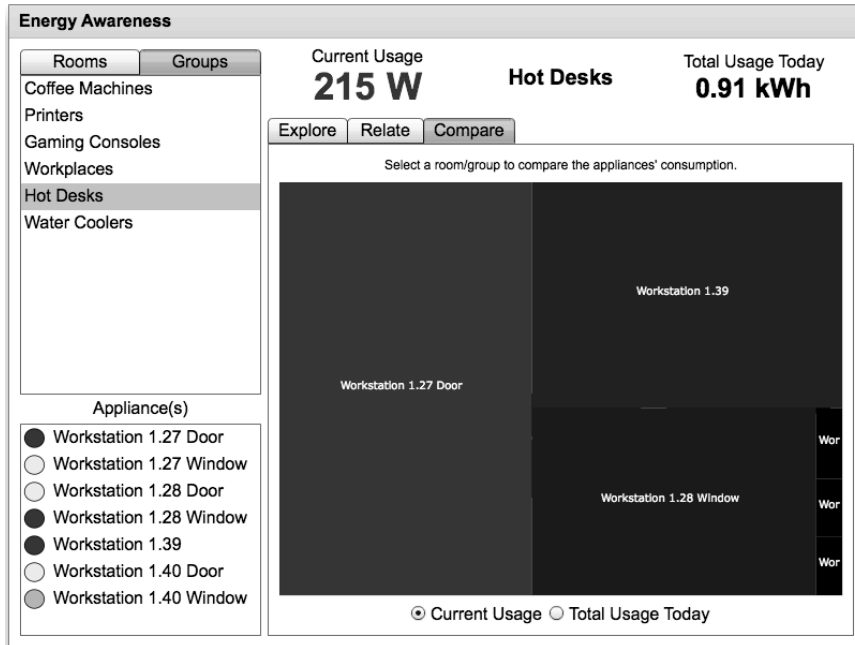 Energy Awareness
Rooms Groups
Coffee Machines
Printers
Gaming Consoles
Workplaces
Hot Desks
Water Coolers
Appliance(s)
Workstation 1.27 Door
Workstation 1.27 Window
Workstation 1.28 Door
Workstation 1.28 Window
Workstation 1.39
Workstation 1.40 Door
Workstation 1.40 Window
Current Usage
215 W
Hot Desks
Total Usage Today
0.91 kWh
Explore Relate Compare
Select a room/group to compare the appliances' consumption.
Workstation 1.27 Door
Workstation 1.39
Workstation 1.28 Window
Wor
Wor
Wor
Current Usage Total Usage Today